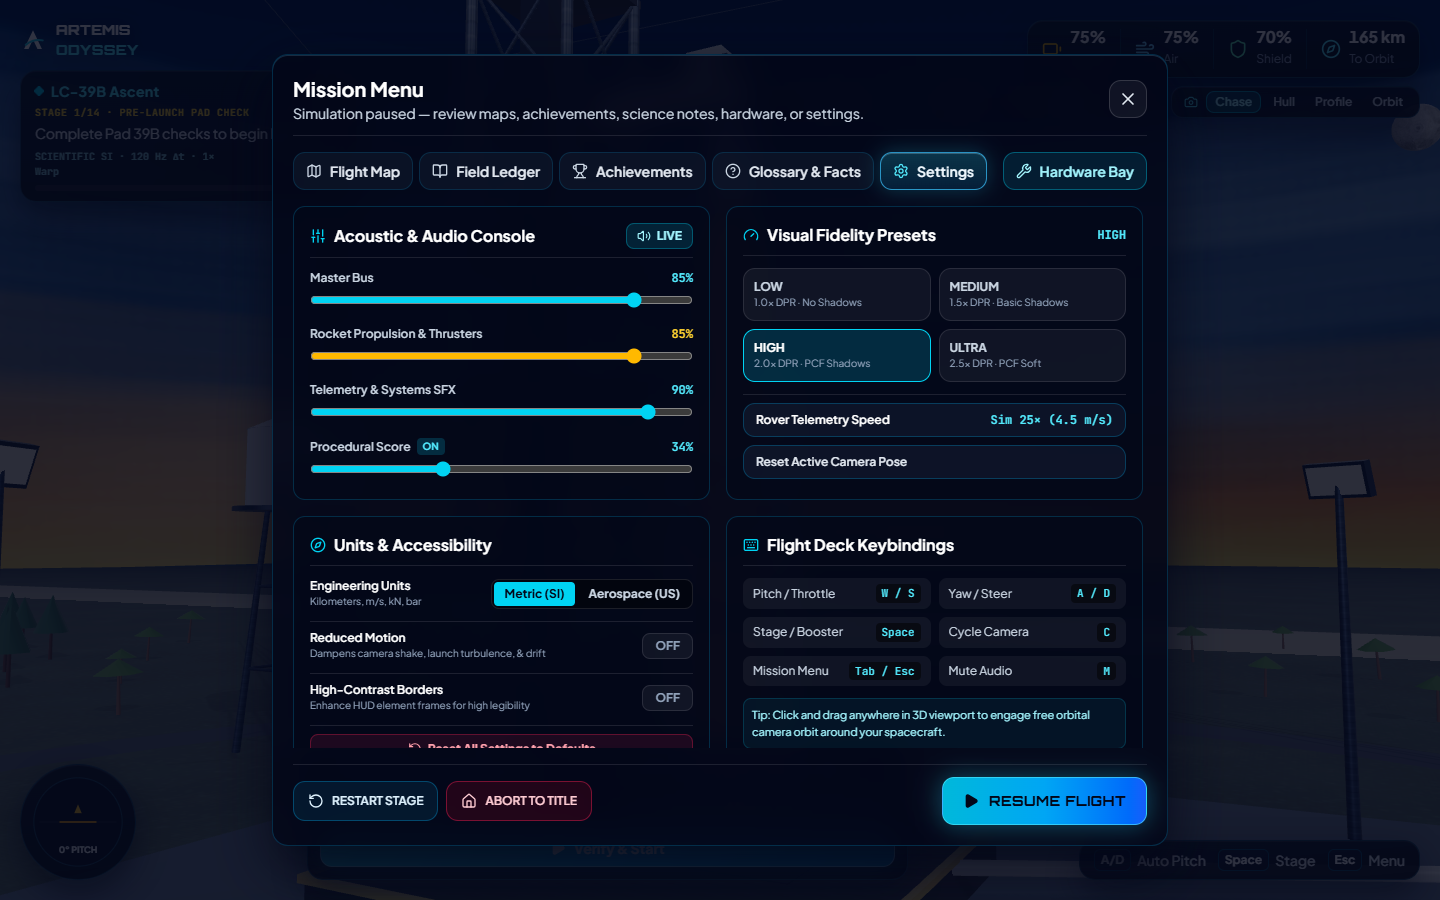 ARTEMIS
ODYSSEY
LC-39B Ascent
STAGE 1/14 · PRE-LAUNCH PAD CHECK
Complete Pad 39B checks to begin
SCIENTIFIC SI · 120 Hz at · 1×
Warp
75%
75%
Air
70%
Shield
165 km
To Orbit
Chase
Hull
Profile
Orbit
Mission Menu
Simulation paused — review maps, achievements, science notes, hardware, or settings.
Flight Map
Field Ledger
Achievements
Glossary & Facts
Settings
Hardware Bay
Acoustic & Audio Console
LIVE
Master Bus
85%
Rocket Propulsion & Thrusters
85%
Telemetry & Systems SFX
90%
Procedural Score ON
34%
Visual Fidelity Presets
HIGH
LOW
1.0× DPR · No Shadows
MEDIUM
1.5× DPR · Basic Shadows
HIGH
2.0× DPR · PCF Shadows
ULTRA
2.5× DPR · PCF Soft
Rover Telemetry Speed
Sim 25× (4.5 m/s)
Reset Active Camera Pose
Units & Accessibility
Engineering Units
Kilometers, m/s, kN, bar
Metric (SI)
Aerospace (US)
Reduced Motion
Dampens camera shake, launch turbulence, & drift
OFF
High-Contrast Borders
Enhance HUD element frames for high legibility
OFF
Reset All Settings to Defaults
Flight Deck Keybindings
Pitch / Throttle
W / S
Yaw / Steer
A / D
Stage / Booster
Space
Cycle Camera
C
Mission Menu
Tab / Esc
Mute Audio
M
Tip: Click and drag anywhere in 3D viewport to engage free orbital
camera orbit around your spacecraft.
RESTART STAGE
ABORT TO TITLE
RESUME FLIGHT
0° PITCH
Verify & Start
A/D Auto Pitch Space Stage Esc Menu